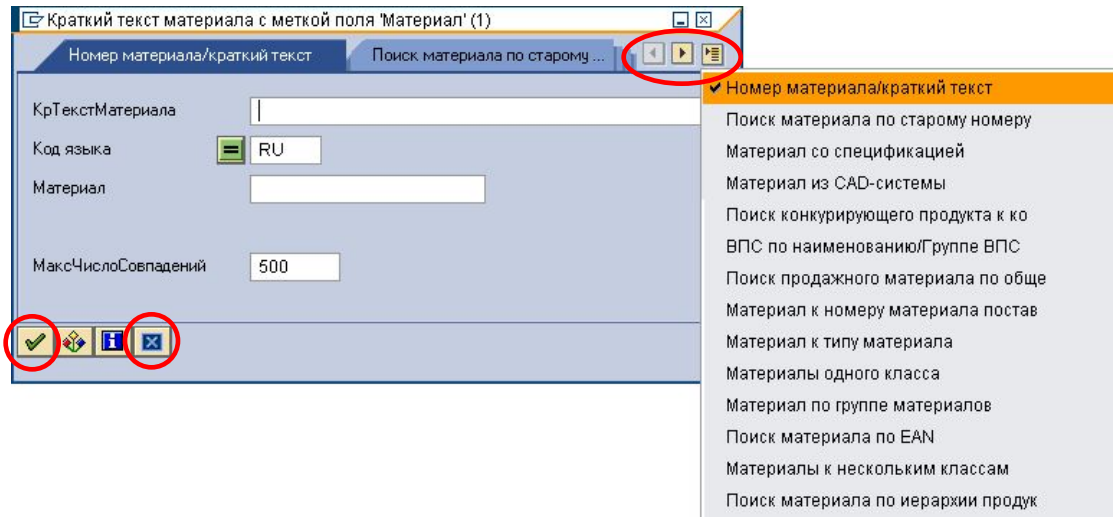 Краткий текст материала с меткой поля 'Материал' (1)
Номер материала/краткий текст
Поиск материала по старому ...
КрТекстМатериала
Код языка = RU
Материал
МаксЧислоСовпадений 500
Номер материала/краткий текст
Поиск материала по старому номеру
Материал со спецификацией
Материал из CAD-системы
Поиск конкурирующего продукта к ко
ВПС по наименованию/Группе ВПС
Поиск продажного материала по обще
Материал к номеру материала постав
Материал к типу материала
Материалы одного класса
Материал по группе материалов
Поиск материала по EAN
Материалы к нескольким классам
Поиск материала по иерархии продук